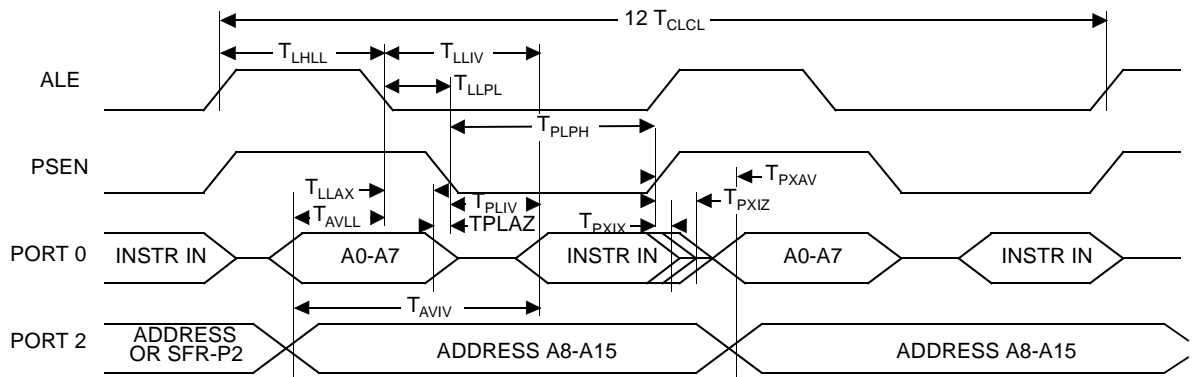 12 TCLCL
TLHLL TLLIV
ALE
TLLPL
TPLPH
PSEN
TLLAX TPXAV
TPLIV TPXIZ
TAVLL TPLAZ TPXIX
PORT 0 INSTR IN A0-A7 INSTR IN A0-A7 INSTR IN
TAVIV
PORT 2 ADDRESS OR SFR-P2 ADDRESS A8-A15 ADDRESS A8-A15